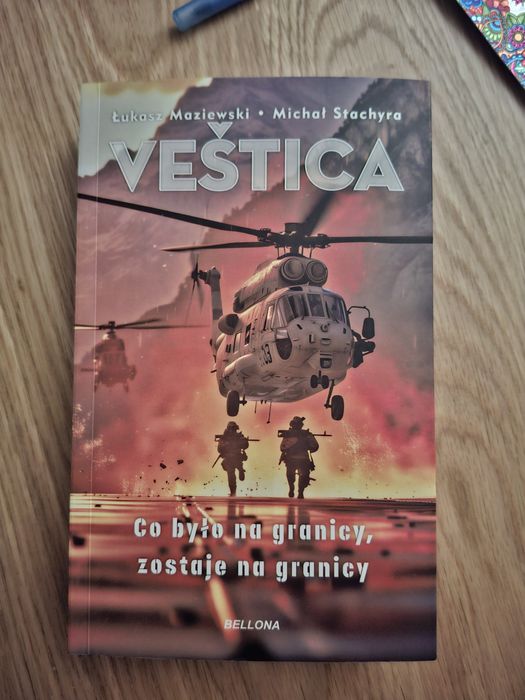 Łukasz Maziewski • Michał Stachyra
VEŠTICA
Co było na granicy,
zostaje na granicy
BELLONA